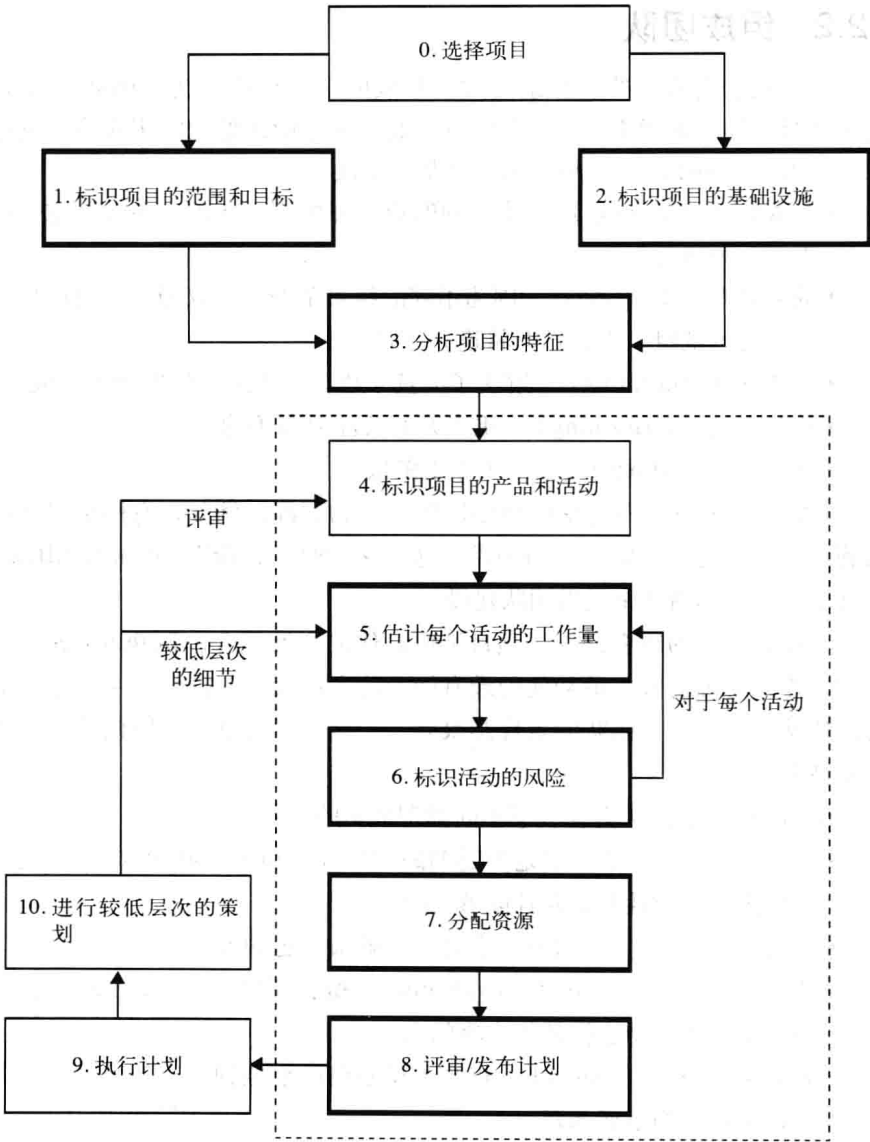 0. 选择项目
1. 标识项目的范围和目标
2. 标识项目的基础设施
3. 分析项目的特征
4. 标识项目的产品和活动
评审
5. 估计每个活动的工作量
较低层次
的细节
对于每个活动
6. 标识活动的风险
10. 进行较低层次的策
划
7. 分配资源
9. 执行计划
8. 评审/发布计划